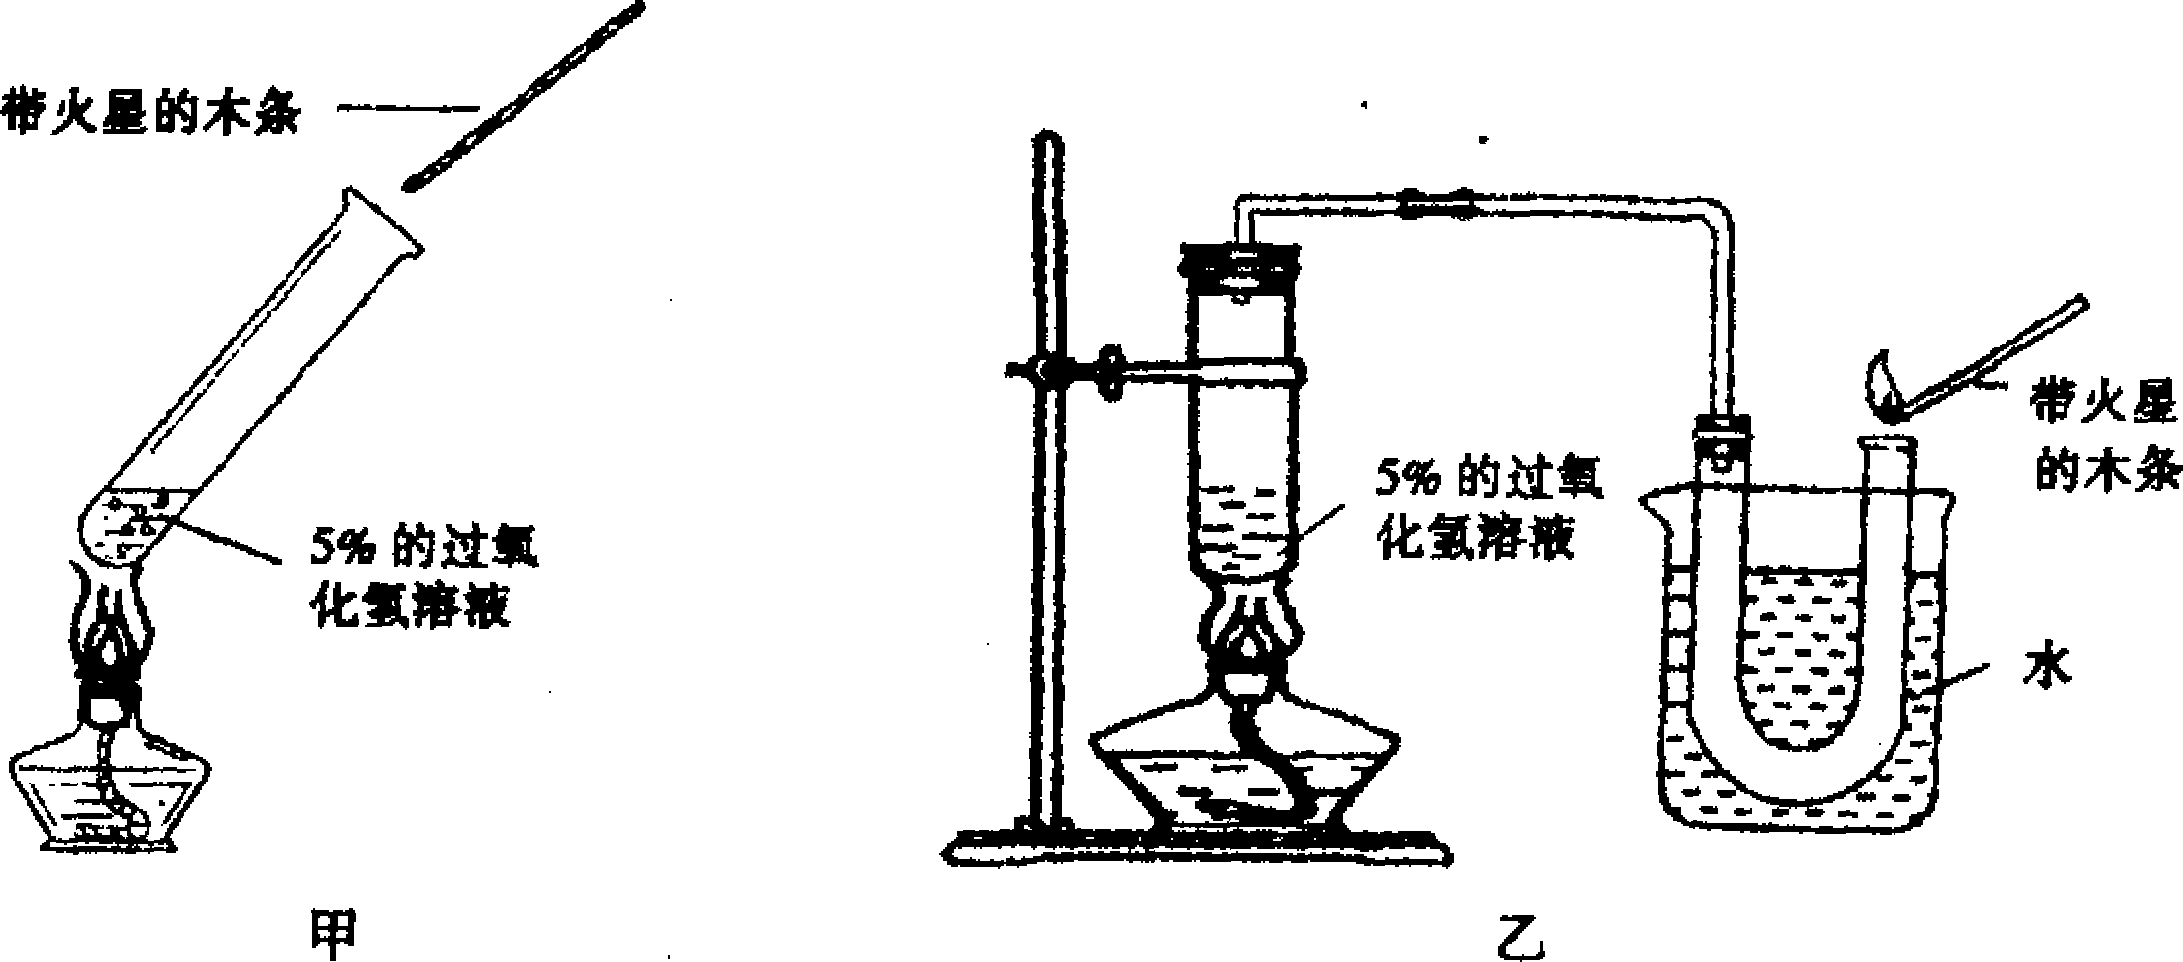 带火星的木条
5%的过氧
化氢溶液
甲
5%的过氧
化氢溶液
带火星
的木条
水
乙